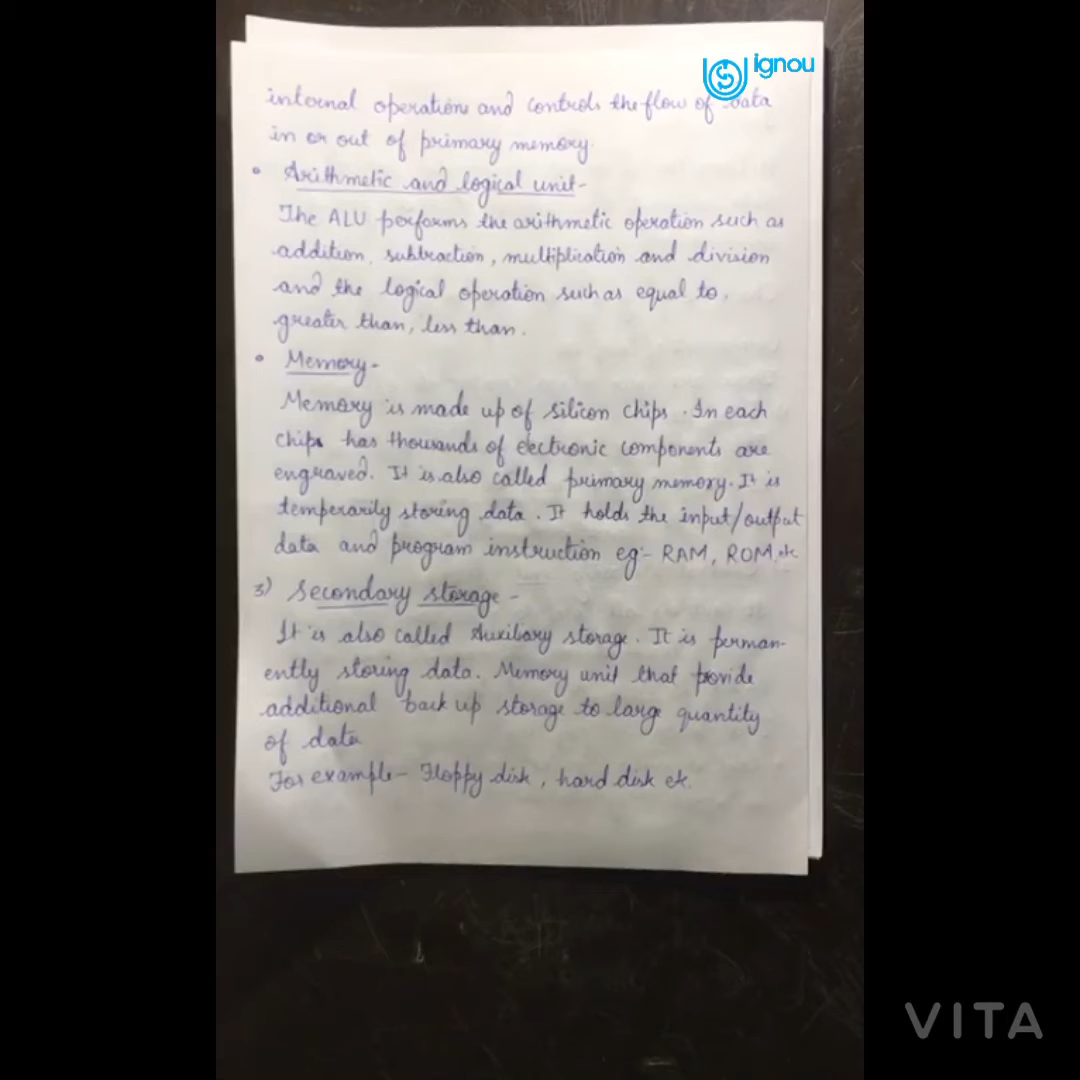 ignou
internal operations and controls the flow of data
in or out of primary memory.
• Arithmetic and logical unit-
The ALU performs the arithmetic operation such as
addition, subtraction, multiplication and division
and the logical operation such as equal to,
greater than, less than.
• Memory-
Memory is made up of silicon chips. In each
chips has thousands of electronic components are
engraved. It is also called primary memory. It is
temperarily storing data. It holds the input/output
data and program instruction eg:- RAM, ROM, etc
3) Secondary storage-
It is also called Auxiliary storage. It is perman-
ently storing data. Memory unit that provide
additional back up storage to large quantity
of data
For example- Floppy disk, hard disk etc.
VITA